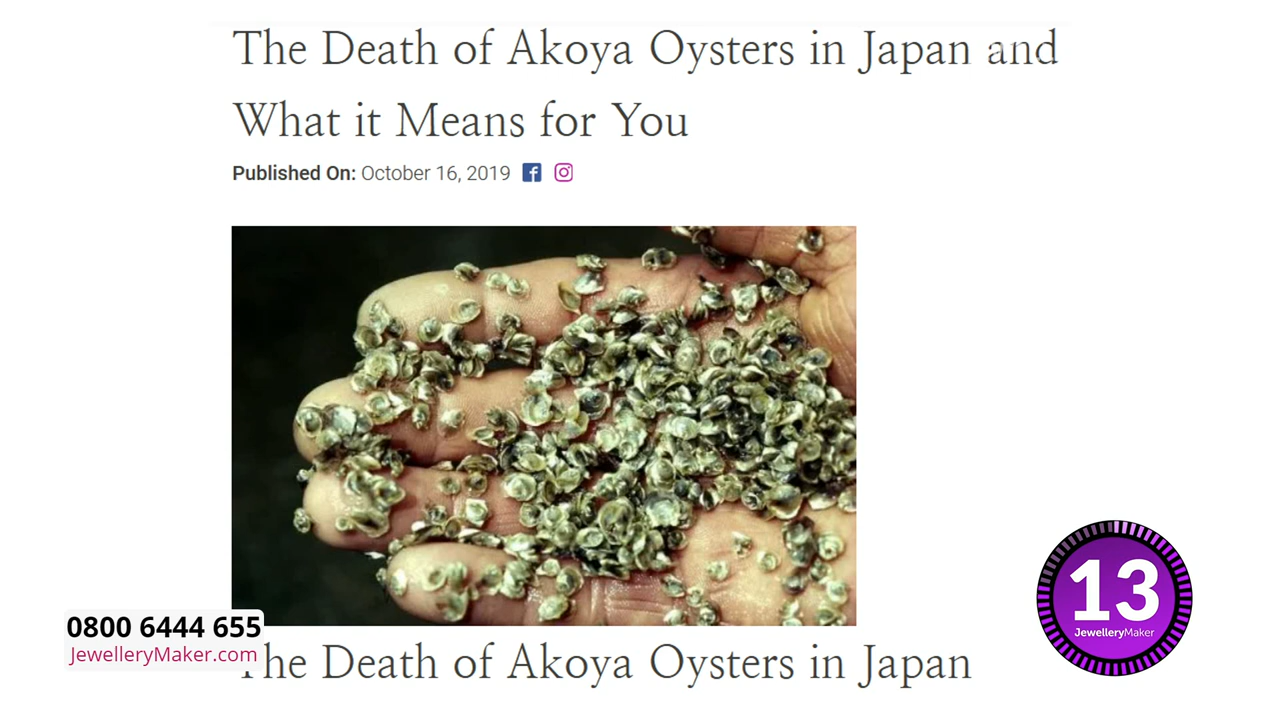 The Death of Akoya Oysters in Japan and
What it Means for You
Published On: October 16, 2019
0800 6444 655
JewelleryMaker.com
The Death of Akoya Oysters in Japan
13
JewelleryMaker